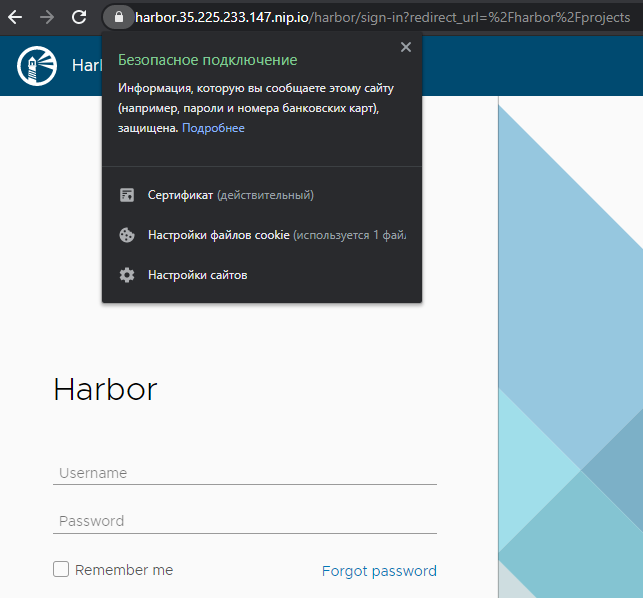 harbor.35.225.233.147.nip.io/harbor/sign-in?redirect_url=%2Fharbor%2Fprojects
Безопасное подключение
Информация, которую вы сообщаете этому сайту
(например, пароли и номера банковских карт),
защищена. Подробнее
Сертификат (действительный)
Настройки файлов cookie (используется 1 фай
Настройки сайтов
Harbor
Username
Password
Remember me
Forgot password